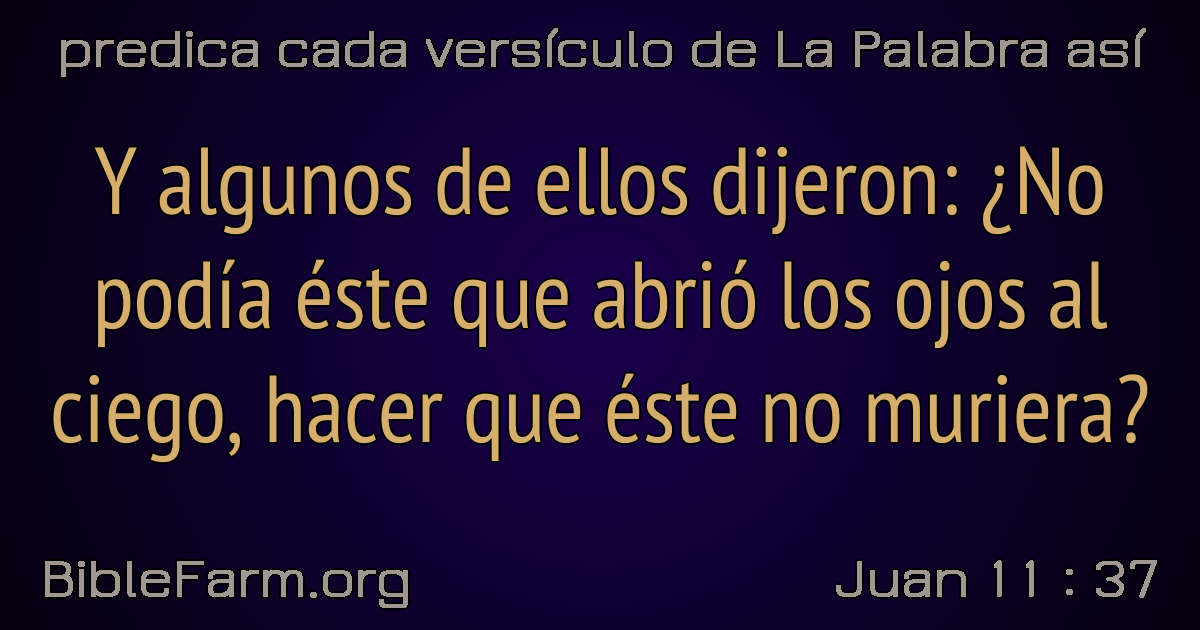 predica cada versículo de La Palabra así
Y algunos de ellos dijeron: ¿No
podía éste que abrió los ojos al
ciego, hacer que éste no muriera?
BibleFarm.org
Juan 11 : 37